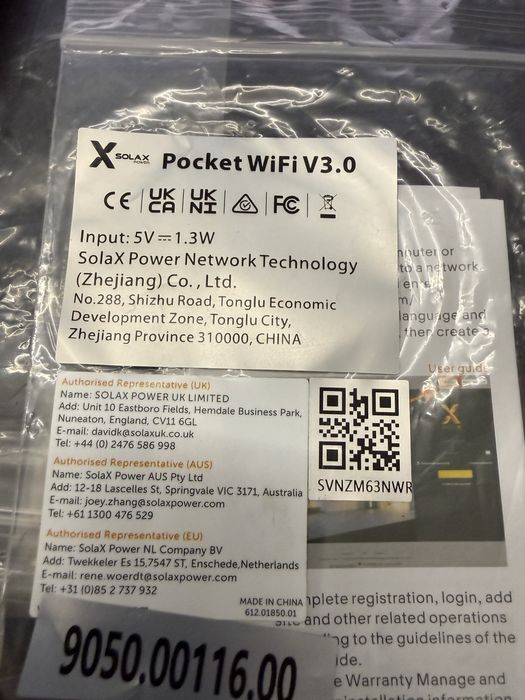 X SOLAX POWER Pocket WiFi V3.0
CE UK CA UK NI FC
Input: 5V⎓1.3W
SolaX Power Network Technology
(Zhejiang) Co., Ltd.
No.288, Shizhu Road, Tonglu Economic
Development Zone, Tonglu City,
Zhejiang Province 310000, CHINA
to a network
language and
then create a
User guide
X
Authorised Representative (UK)
Name: SOLAX POWER UK LIMITED
Add: Unit 10 Eastboro Fields, Hemdale Business Park,
Nuneaton, England, CV11 6GL
E-mail: davidk@solaxuk.co.uk
Tel: +44 (0) 2476 586 998
Authorised Representative (AUS)
Name: SolaX Power AUS Pty Ltd
Add: 12-18 Lascelles St, Springvale VIC 3171, Australia
E-mail: joey.zhang@solaxpower.com
Tel: +61 1300 476 529
Authorised Representative (EU)
Name: SolaX Power NL Company BV
Add: Twekkeler Es 15,7547 ST, Enschede,Netherlands
E-mail: rene.woerdt@solaxpower.com
Tel: +31 (0)85 2 737 932
MADE IN CHINA
612.01850.01
SVNZM63NWR
registration, login, add
and other related operations
to the guidelines of the
Warranty Manage and
9050.00116.00